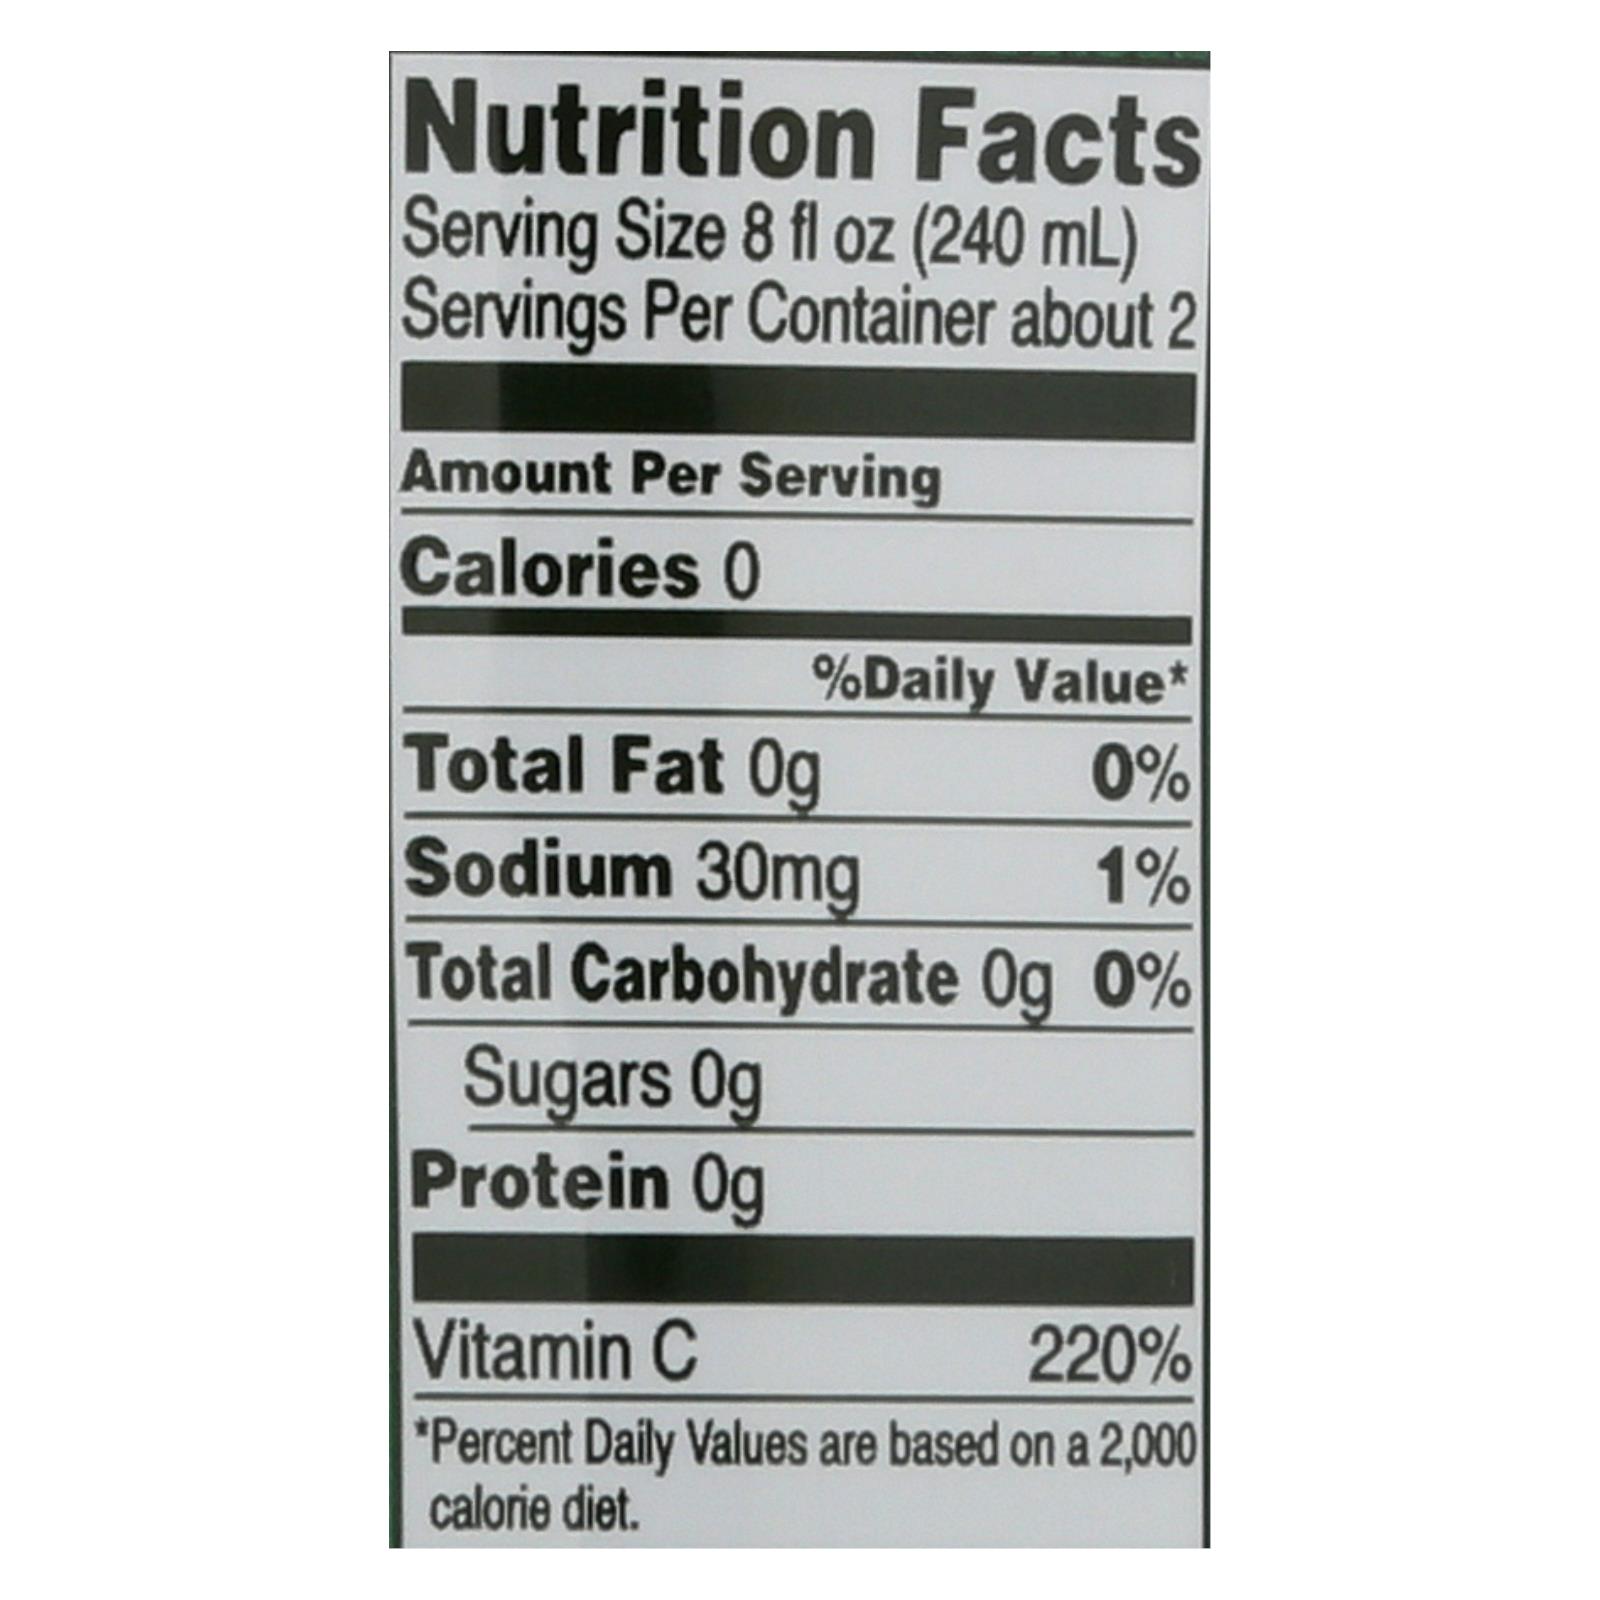 Nutrition Facts
Serving Size 8 fl oz (240 mL)
Servings Per Container about 2
Amount Per Serving
Calories 0
%Daily Value*
Total Fat 0g 0%
Sodium 30mg 1%
Total Carbohydrate 0g 0%
Sugars 0g
Protein 0g
Vitamin C 220%
*Percent Daily Values are based on a 2,000
calorie diet.